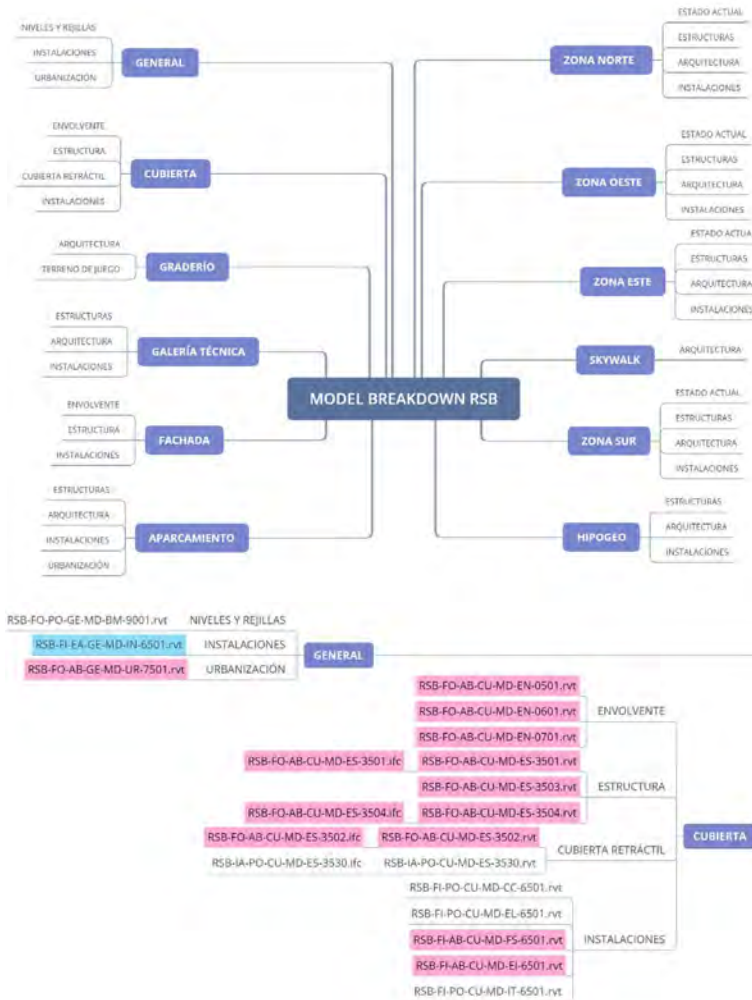 NIVELES Y REJILLAS
INSTALACIONES
URBANIZACIÓN
GENERAL
ENVOLVENTE
ESTRUCTURA
CUBIERTA RETRÁCTIL
INSTALACIONES
CUBIERTA
ARQUITECTURA
TERRENO DE JUEGO
GRADERÍO
ESTRUCTURAS
ARQUITECTURA
INSTALACIONES
GALERÍA TÉCNICA
ENVOLVENTE
ESTRUCTURA
INSTALACIONES
FACHADA
ESTRUCTURAS
ARQUITECTURA
INSTALACIONES
URBANIZACIÓN
APARCAMIENTO
MODEL BREAKDOWN RSB
ZONA NORTE
ESTADO ACTUAL
ESTRUCTURAS
ARQUITECTURA
INSTALACIONES
ZONA OESTE
ESTADO ACTUAL
ESTRUCTURAS
ARQUITECTURA
INSTALACIONES
ZONA ESTE
ESTADO ACTUA
ESTRUCTURAS
ARQUITECTURA
INSTALACIONES
SKYWALK
ARQUITECTURA
ZONA SUR
ESTADO ACTUAL
ESTRUCTURAS
ARQUITECTURA
INSTALACIONES
HIPOGEO
ESTRUCTURAS
ARQUITECTURA
INSTALACIONES
RSB-FO-PO-GE-MD-BM-9001.rvt NIVELES Y REJILLAS
RSB-FI-EA-GE-MD-IN-6501.rvt INSTALACIONES
RSB-FO-AB-GE-MD-UR-7501.rvt URBANIZACIÓN
GENERAL
RSB-FO-AB-CU-MD-EN-0501.rvt
RSB-FO-AB-CU-MD-EN-0601.rvt ENVOLVENTE
RSB-FO-AB-CU-MD-EN-0701.rvt
RSB-FO-AB-CU-MD-ES-3501.ifc RSB-FO-AB-CU-MD-ES-3501.rvt
RSB-FO-AB-CU-MD-ES-3503.rvt ESTRUCTURA
RSB-FO-AB-CU-MD-ES-3504.ifc RSB-FO-AB-CU-MD-ES-3504.rvt
RSB-FO-AB-CU-MD-ES-3502.ifc RSB-FO-AB-CU-MD-ES-3502.rvt
CUBIERTA RETRÁCTIL
RSB-IA-PO-CU-MD-ES-3530.ifc RSB-IA-PO-CU-MD-ES-3530.rvt
CUBIERTA
RSB-FI-PO-CU-MD-CC-6501.rvt
RSB-FI-PO-CU-MD-EL-6501.rvt
RSB-FI-AB-CU-MD-FS-6501.rvt INSTALACIONES
RSB-FI-AB-CU-MD-EI-6501.rvt
RSB-FI-PO-CU-MD-IT-6501.rvt